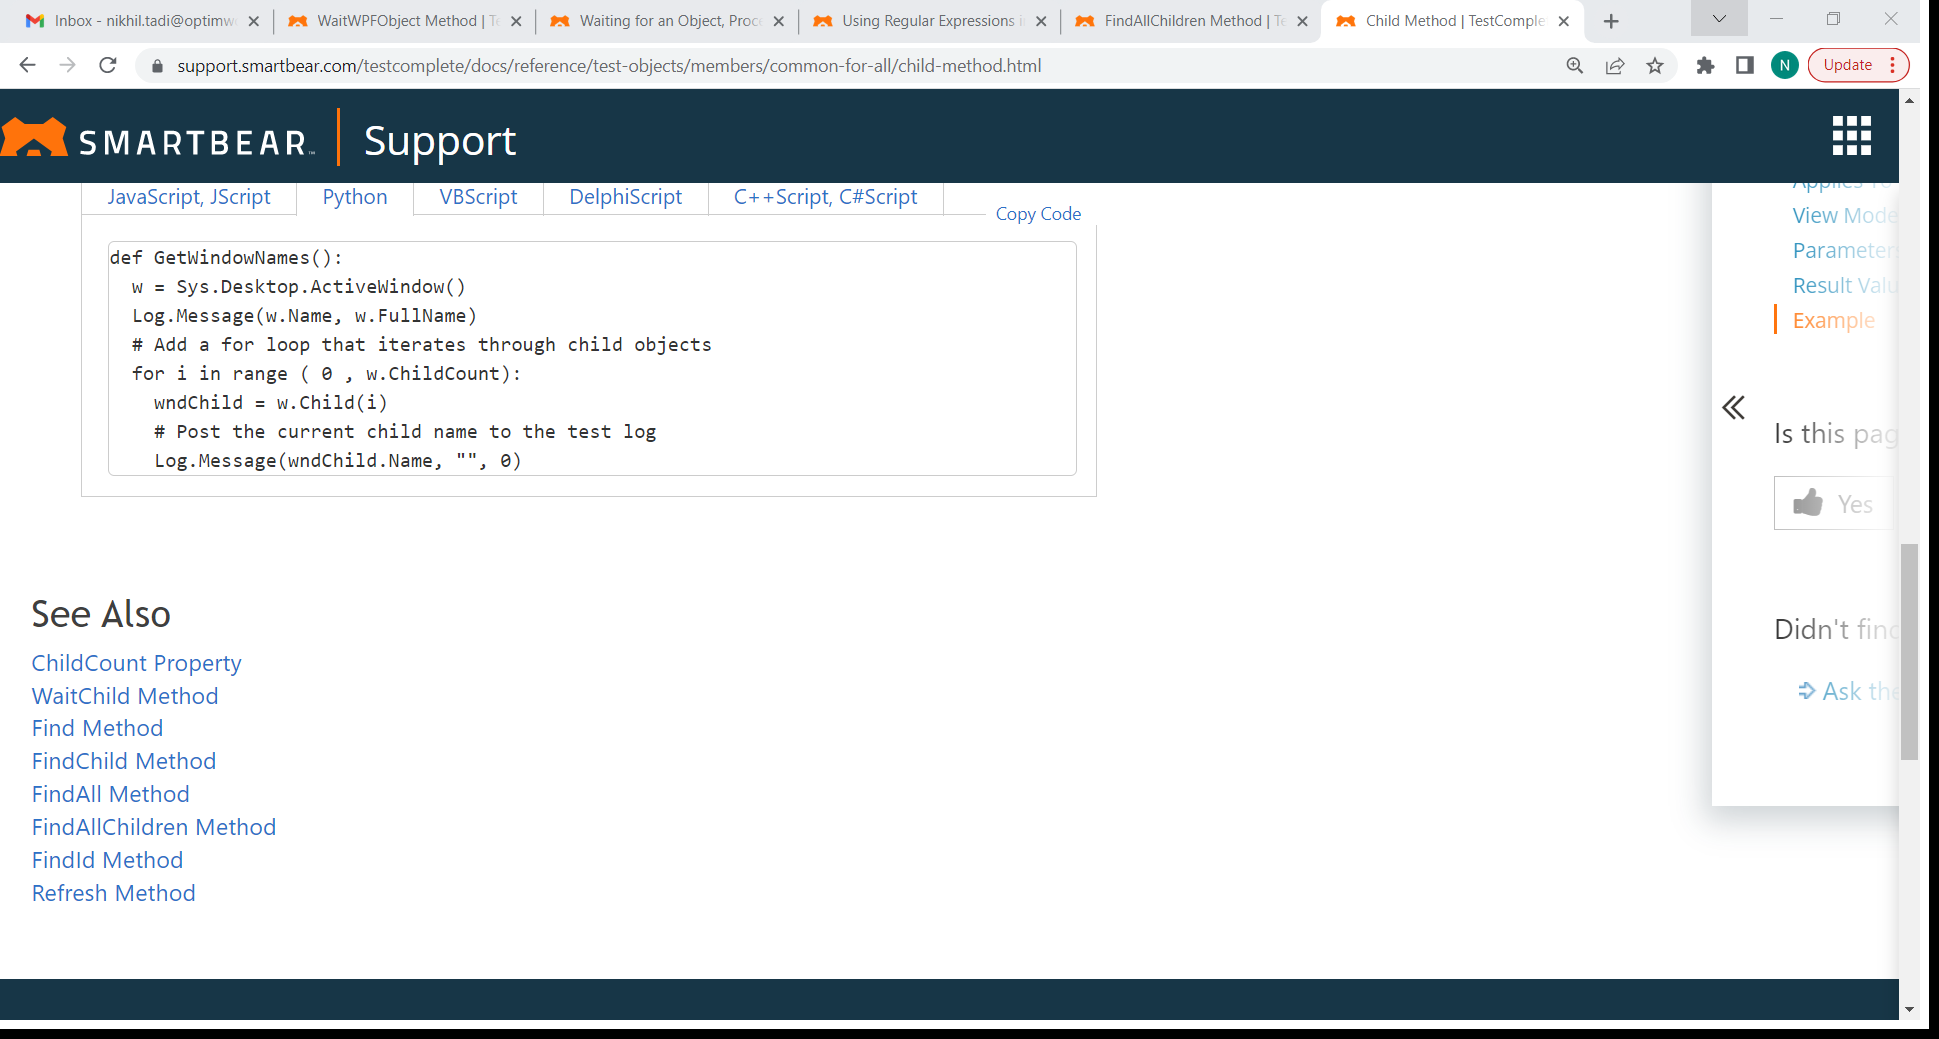 Inbox - nikhil.tadi@optimw
WaitWPFObject Method | Te
Waiting for an Object, Proce
Using Regular Expressions i
FindAllChildren Method | Te
Child Method | TestComple
support.smartbear.com/testcomplete/docs/reference/test-objects/members/common-for-all/child-method.html
N
Update
SMARTBEAR
Support
JavaScript, JScript
Python
VBScript
DelphiScript
C++Script, C#Script
Copy Code
def GetWindowNames():
  w = Sys.Desktop.ActiveWindow()
  Log.Message(w.Name, w.FullName)
  # Add a for loop that iterates through child objects
  for i in range ( 0 , w.ChildCount):
    wndChild = w.Child(i)
    # Post the current child name to the test log
    Log.Message(wndChild.Name, "", 0)
See Also
ChildCount Property
WaitChild Method
Find Method
FindChild Method
FindAll Method
FindAllChildren Method
FindId Method
Refresh Method
Applies To
View Mode
Parameters
Result Valu
Example
Is this pag
Yes
Didn't find
Ask the